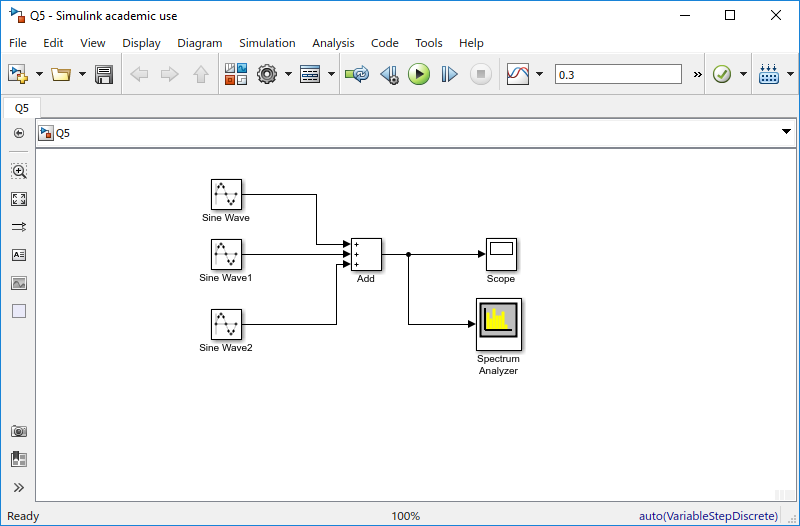 Q5 - Simulink academic use
File Edit View Display Diagram Simulation Analysis Code Tools Help
0.3
»
Q5
Q5
Sine Wave
Sine Wave1
Sine Wave2
+
+
+
Add
Scope
Spectrum
Analyzer
Ready 100% auto(VariableStepDiscrete)